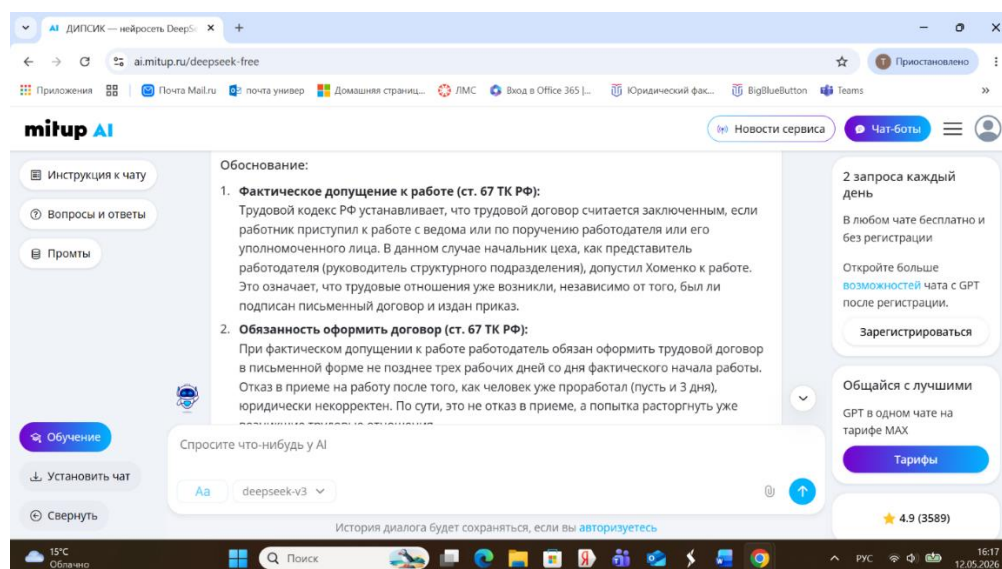 ДИПСИК — нейросеть DeepSe
ai.mitup.ru/deepseek-free
Приостановлено
Приложения
Почта Mail.ru
почта универ
Домашняя страниц...
ЛМС
Вход в Office 365 |...
Юридический фак...
BigBlueButton
Teams
mitup AI
Новости сервиса
Чат-боты
Инструкция к чату
Вопросы и ответы
Промты
Обоснование:
1. Фактическое допущение к работе (ст. 67 ТК РФ):
Трудовой кодекс РФ устанавливает, что трудовой договор считается заключенным, если
работник приступил к работе с ведома или по поручению работодателя или его
уполномоченного лица. В данном случае начальник цеха, как представитель
работодателя (руководитель структурного подразделения), допустил Хоменко к работе.
Это означает, что трудовые отношения уже возникли, независимо от того, был ли
подписан письменный договор и издан приказ.
2. Обязанность оформить договор (ст. 67 ТК РФ):
При фактическом допущении к работе работодатель обязан оформить трудовой договор
в письменной форме не позднее трех рабочих дней со дня фактического начала работы.
Отказ в приеме на работу после того, как человек уже проработал (пусть и 3 дня),
юридически некорректен. По сути, это не отказ в приеме, а попытка расторгнуть уже
возникшие трудовые отношения
2 запроса каждый
день
В любом чате бесплатно и
без регистрации
Откройте больше
возможностей чата с GPT
после регистрации.
Зарегистрироваться
Общайся с лучшими
GPT в одном чате на
тарифе MAX
Тарифы
4.9 (3589)
Обучение
Установить чат
Свернуть
Спросите что-нибудь у AI
Aa
deepseek-v3
История диалога будет сохраняться, если вы авторизуетесь
15°C
Облачно
Поиск
РУС
16:17
12.05.2026